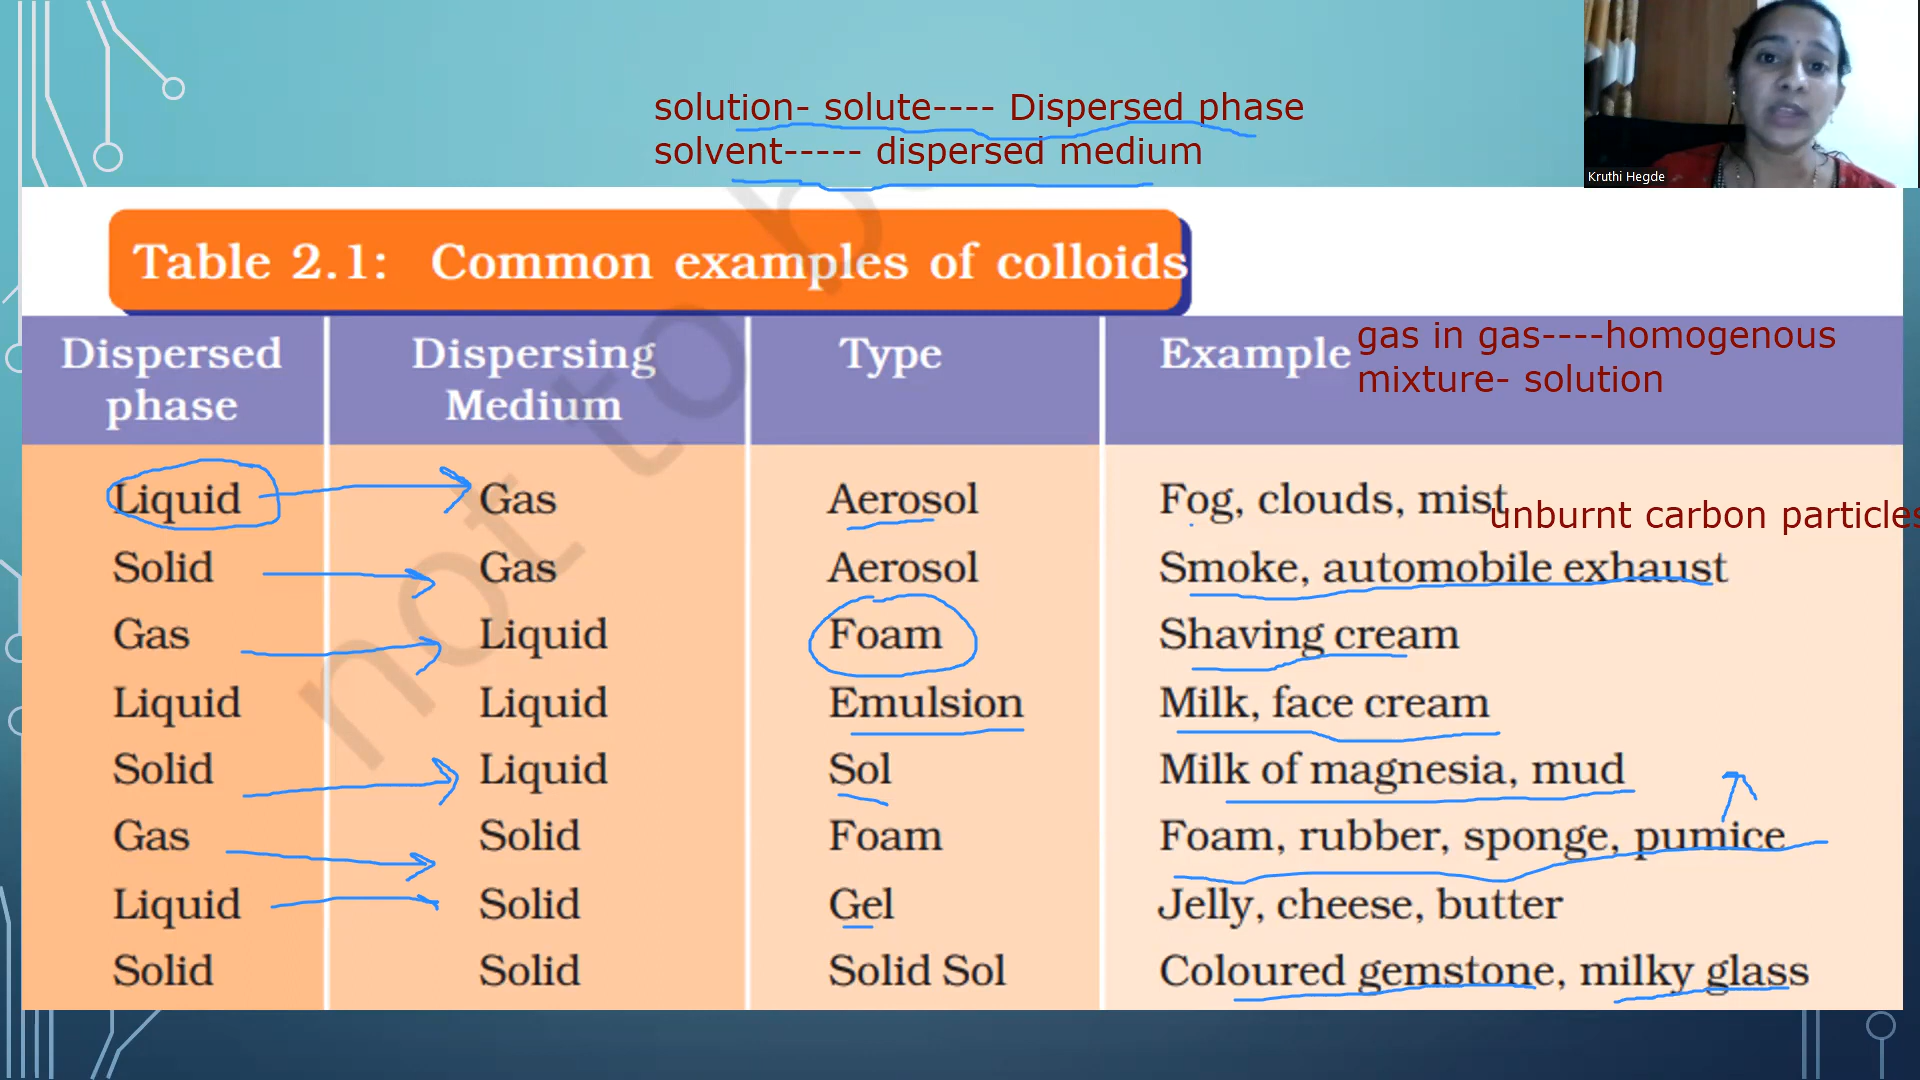 solution- solute---- Dispersed phase
solvent----- dispersed medium
Kruthi Hegde
Table 2.1: Common examples of colloids
Dispersed phase Dispersing Medium Type Example
gas in gas----homogenous
mixture- solution
Liquid Gas Aerosol Fog, clouds, mist
unburnt carbon particles
Solid Gas Aerosol Smoke, automobile exhaust
Gas Liquid Foam Shaving cream
Liquid Liquid Emulsion Milk, face cream
Solid Liquid Sol Milk of magnesia, mud
Gas Solid Foam Foam, rubber, sponge, pumice
Liquid Solid Gel Jelly, cheese, butter
Solid Solid Solid Sol Coloured gemstone, milky glass
not to b